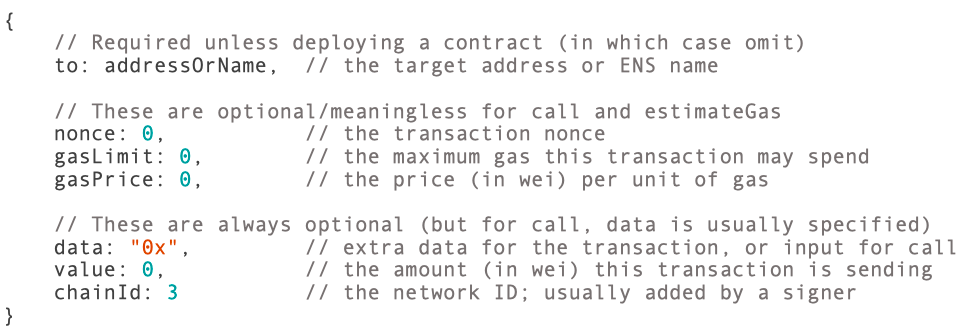 {
    // Required unless deploying a contract (in which case omit)
    to: addressOrName,  // the target address or ENS name

    // These are optional/meaningless for call and estimateGas
    nonce: 0,           // the transaction nonce
    gasLimit: 0,        // the maximum gas this transaction may spend
    gasPrice: 0,        // the price (in wei) per unit of gas

    // These are always optional (but for call, data is usually specified)
    data: "0x",         // extra data for the transaction, or input for call
    value: 0,           // the amount (in wei) this transaction is sending
    chainId: 3          // the network ID; usually added by a signer
}